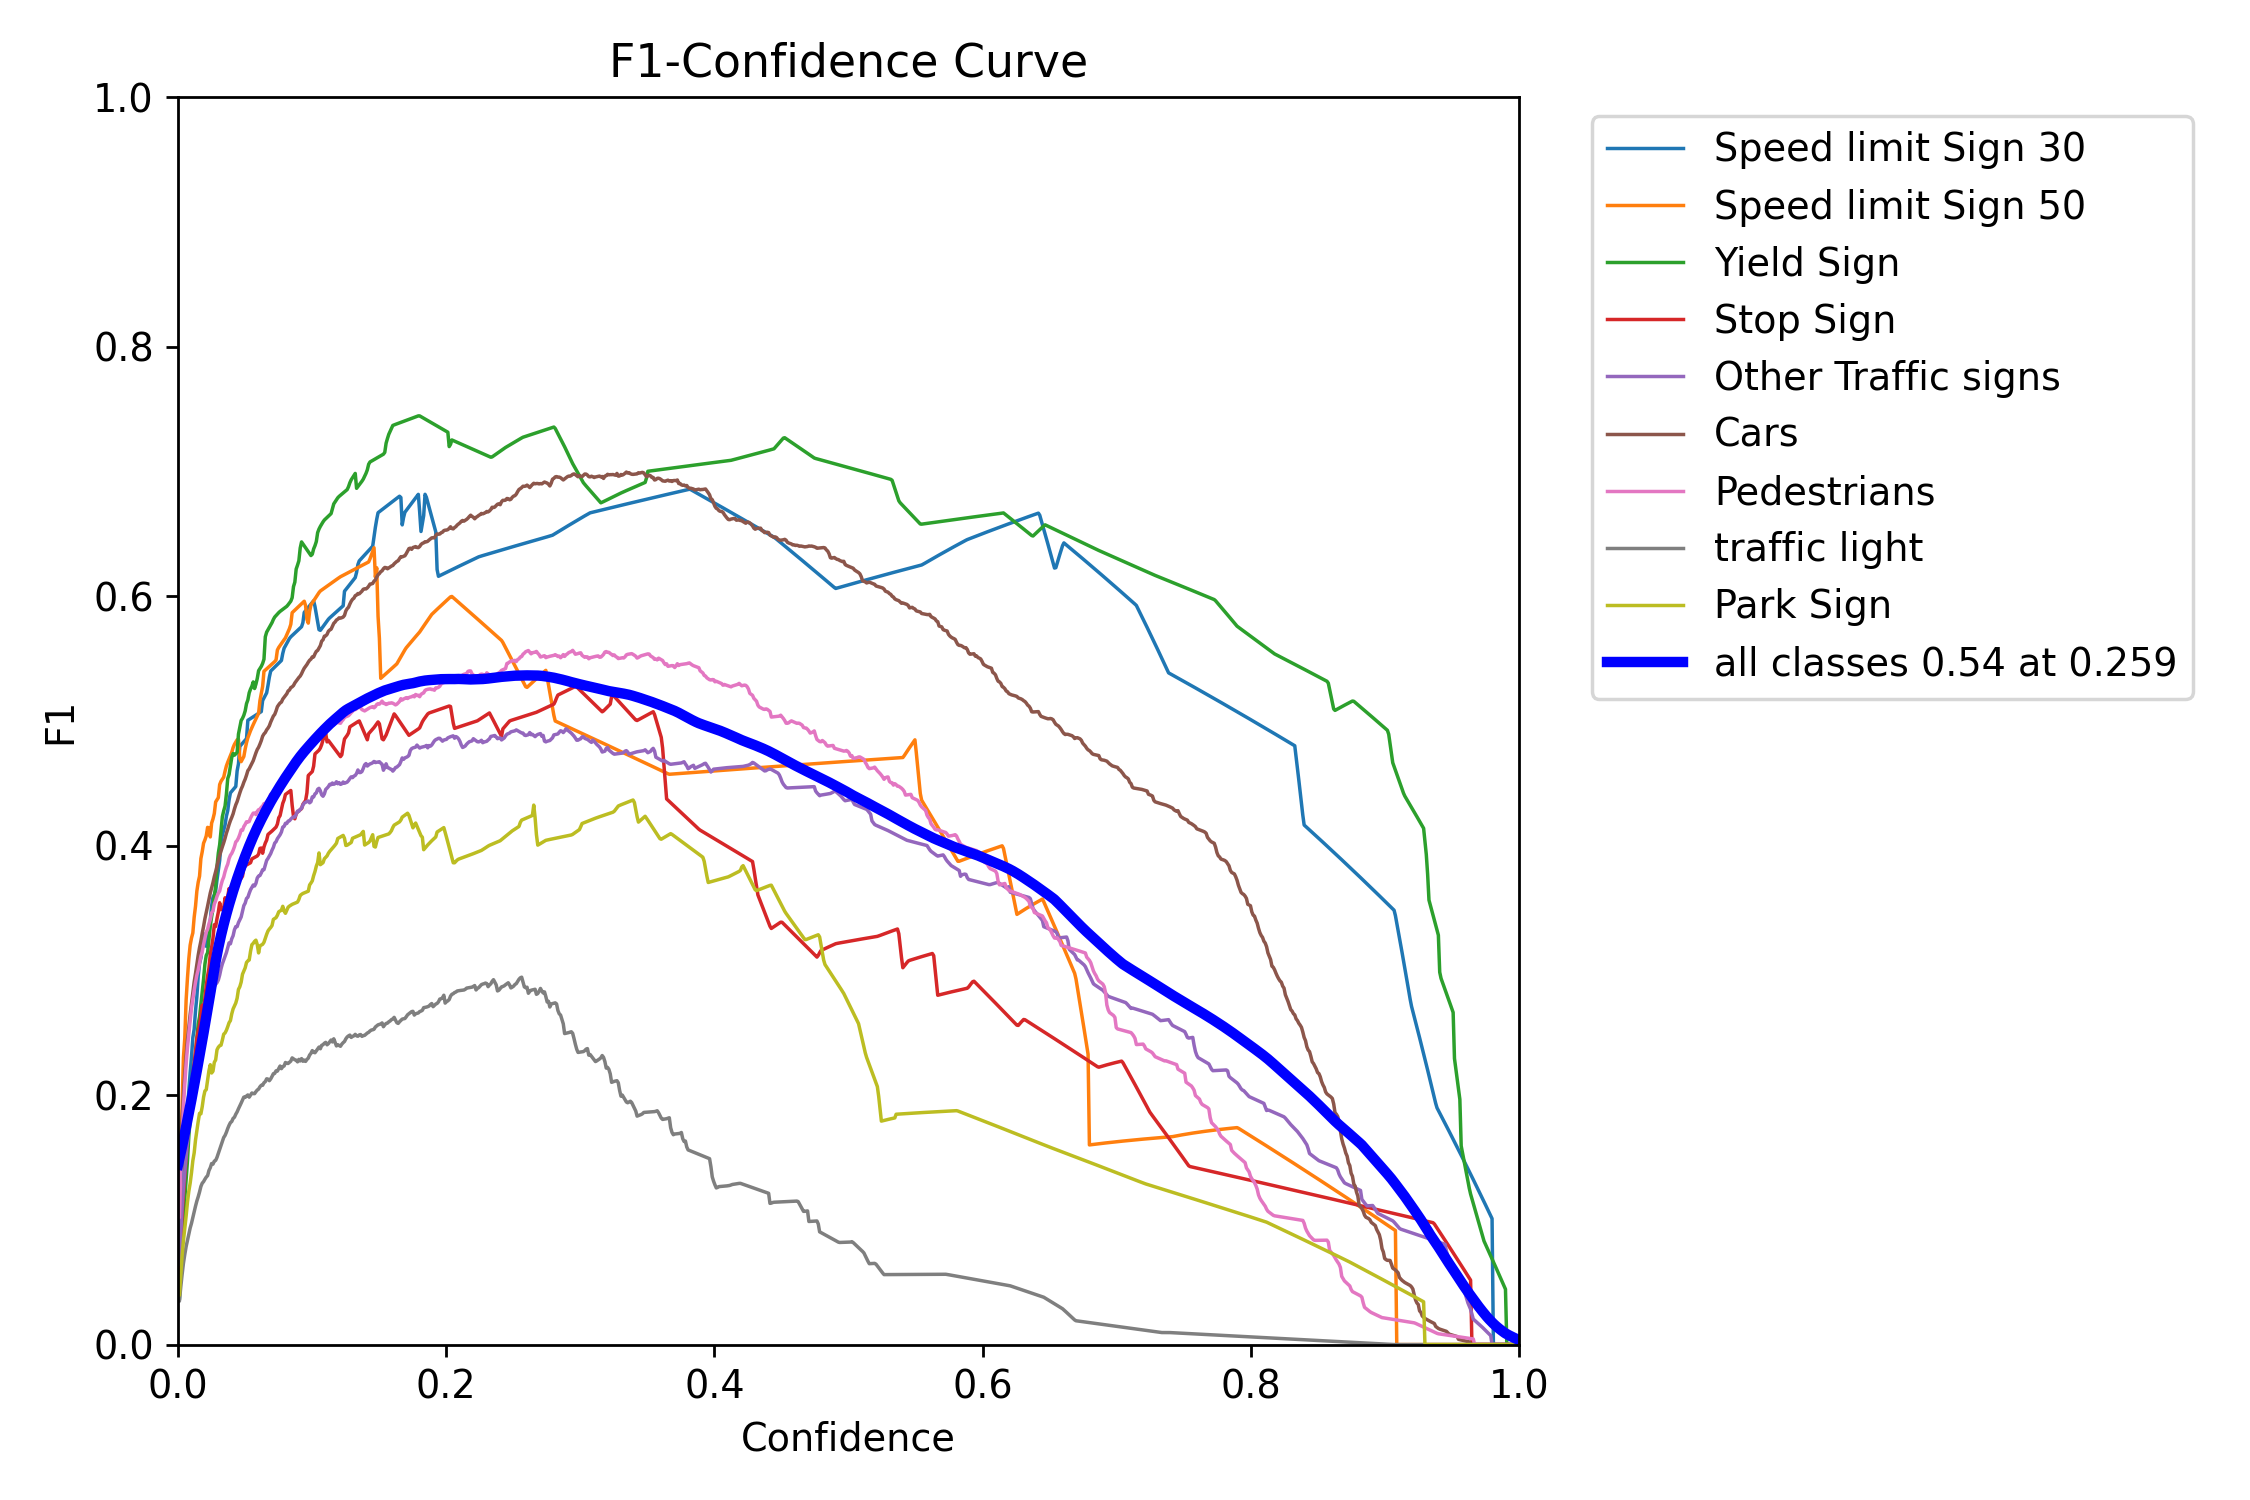 F1-Confidence Curve
1.0
0.8
0.6
0.4
0.2
0.0
F1
0.0 0.2 0.4 0.6 0.8 1.0
Confidence
Speed limit Sign 30
Speed limit Sign 50
Yield Sign
Stop Sign
Other Traffic signs
Cars
Pedestrians
traffic light
Park Sign
all classes 0.54 at 0.259